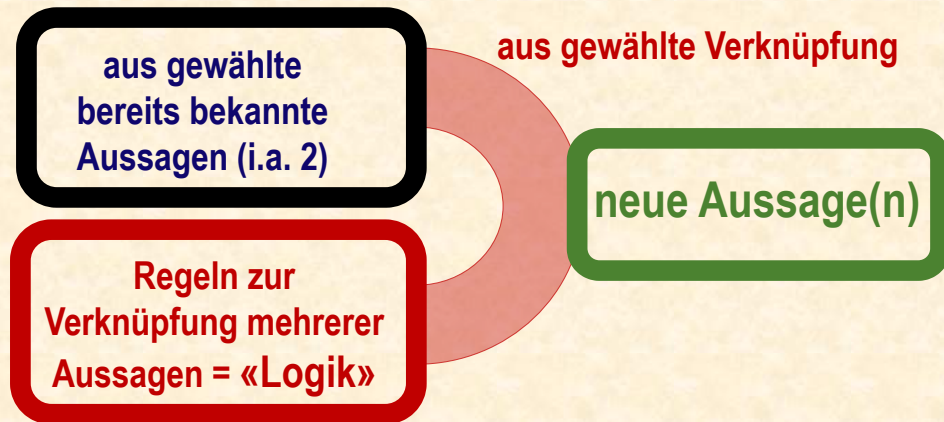 aus gewählte
bereits bekannte
Aussagen (i.a. 2)
aus gewählte Verknüpfung
neue Aussage(n)
Regeln zur
Verknüpfung mehrerer
Aussagen = «Logik»